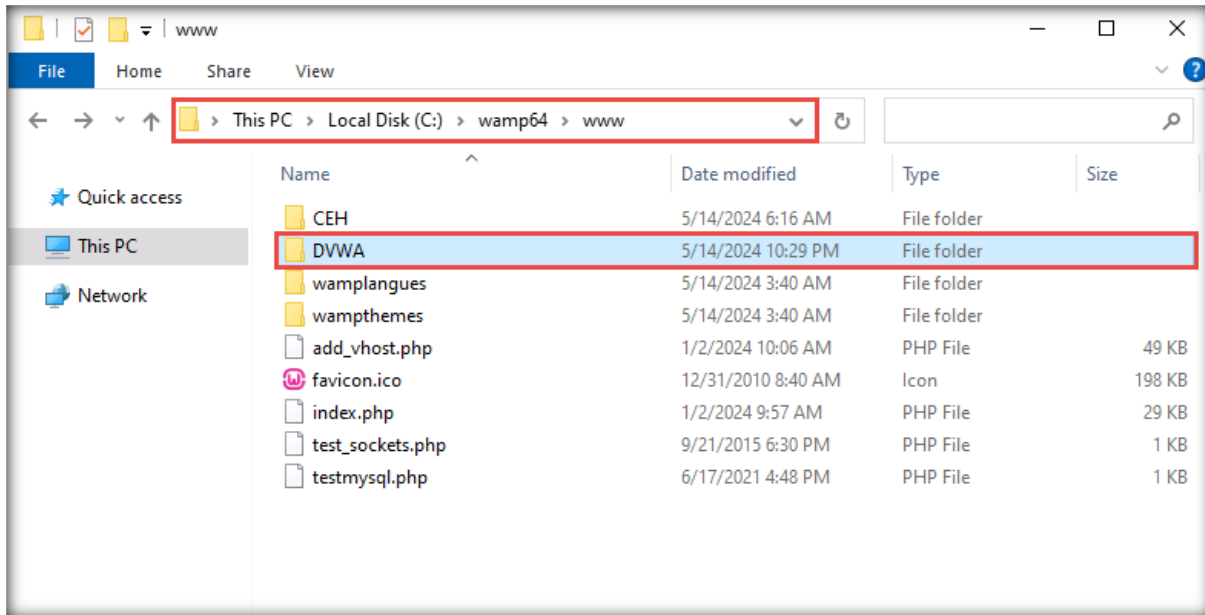 www
File Home Share View ?
This PC > Local Disk (C:) > wamp64 > www
Name Date modified Type Size
Quick access
CEH 5/14/2024 6:16 AM File folder
This PC
DVWA 5/14/2024 10:29 PM File folder
wamplangues 5/14/2024 3:40 AM File folder
Network
wampthemes 5/14/2024 3:40 AM File folder
add_vhost.php 1/2/2024 10:06 AM PHP File 49 KB
favicon.ico 12/31/2010 8:40 AM Icon 198 KB
index.php 1/2/2024 9:57 AM PHP File 29 KB
test_sockets.php 9/21/2015 6:30 PM PHP File 1 KB
testmysql.php 6/17/2021 4:48 PM PHP File 1 KB